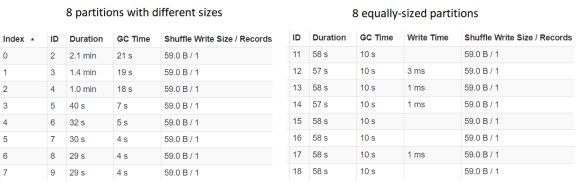 8 partitions with different sizes
Index ▲ ID Duration GC Time Shuffle Write Size / Records
0 2 2.1 min 21 s 59.0 B / 1
1 3 1.4 min 19 s 59.0 B / 1
2 4 1.0 min 18 s 59.0 B / 1
3 5 40 s 7 s 59.0 B / 1
4 6 32 s 5 s 59.0 B / 1
5 7 30 s 4 s 59.0 B / 1
6 8 29 s 4 s 59.0 B / 1
7 9 29 s 4 s 59.0 B / 1
8 equally-sized partitions
ID Duration GC Time Write Time Shuffle Write Size / Records
11 58 s 10 s 59.0 B / 1
12 57 s 10 s 3 ms 59.0 B / 1
13 58 s 10 s 1 ms 59.0 B / 1
14 57 s 10 s 1 ms 59.0 B / 1
15 58 s 10 s 59.0 B / 1
16 58 s 10 s 59.0 B / 1
17 58 s 10 s 1 ms 59.0 B / 1
18 58 s 10 s 59.0 B / 1